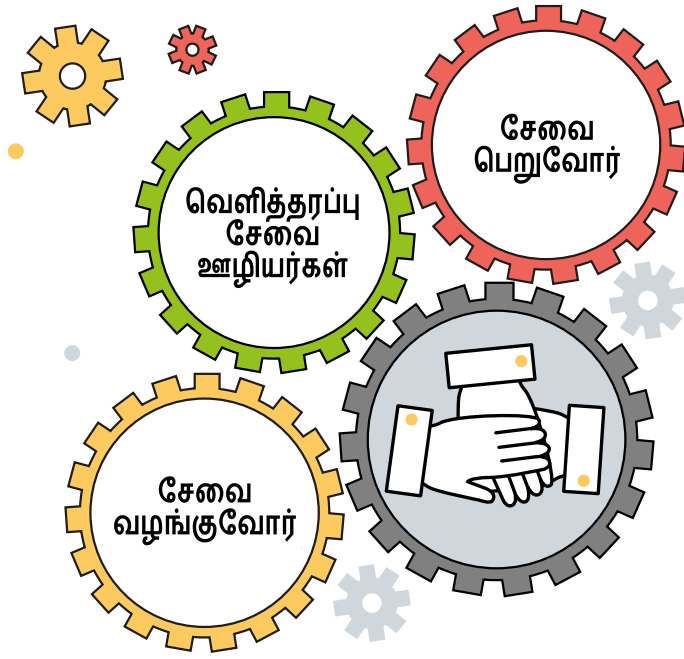 சேவை
பெறுவோர்
வெளித்தரப்பு
சேவை
ஊழியர்கள்
சேவை
வழங்குவோர்